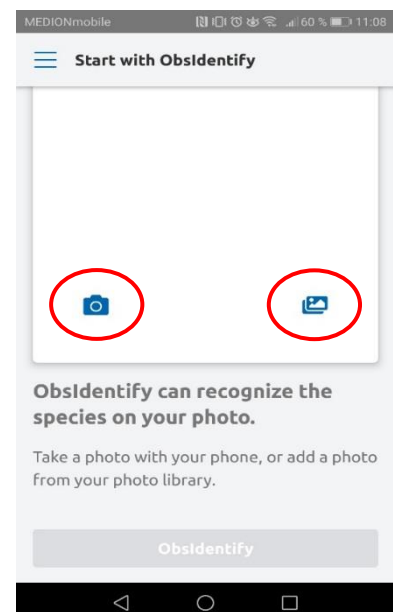 MEDIONmobile 60 % 11:08
Start with ObsIdentify
ObsIdentify can recognize the
species on your photo.
Take a photo with your phone, or add a photo
from your photo library.
ObsIdentify